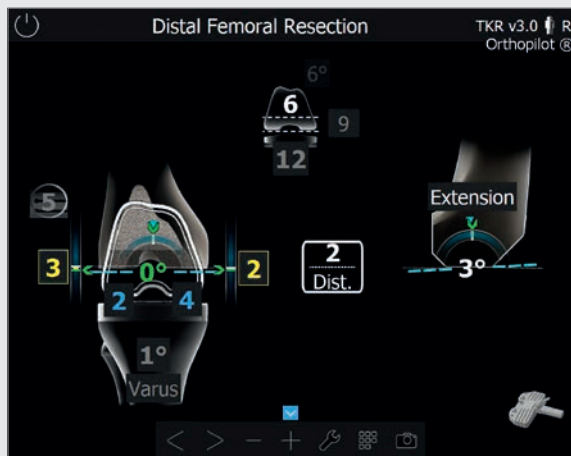 Distal Femoral Resection
TKR v3.0 R
Orthopilot ®
6°
6
9
12
5
Extension
3
0°
2
2
Dist.
3°
2 4
1°
Varus